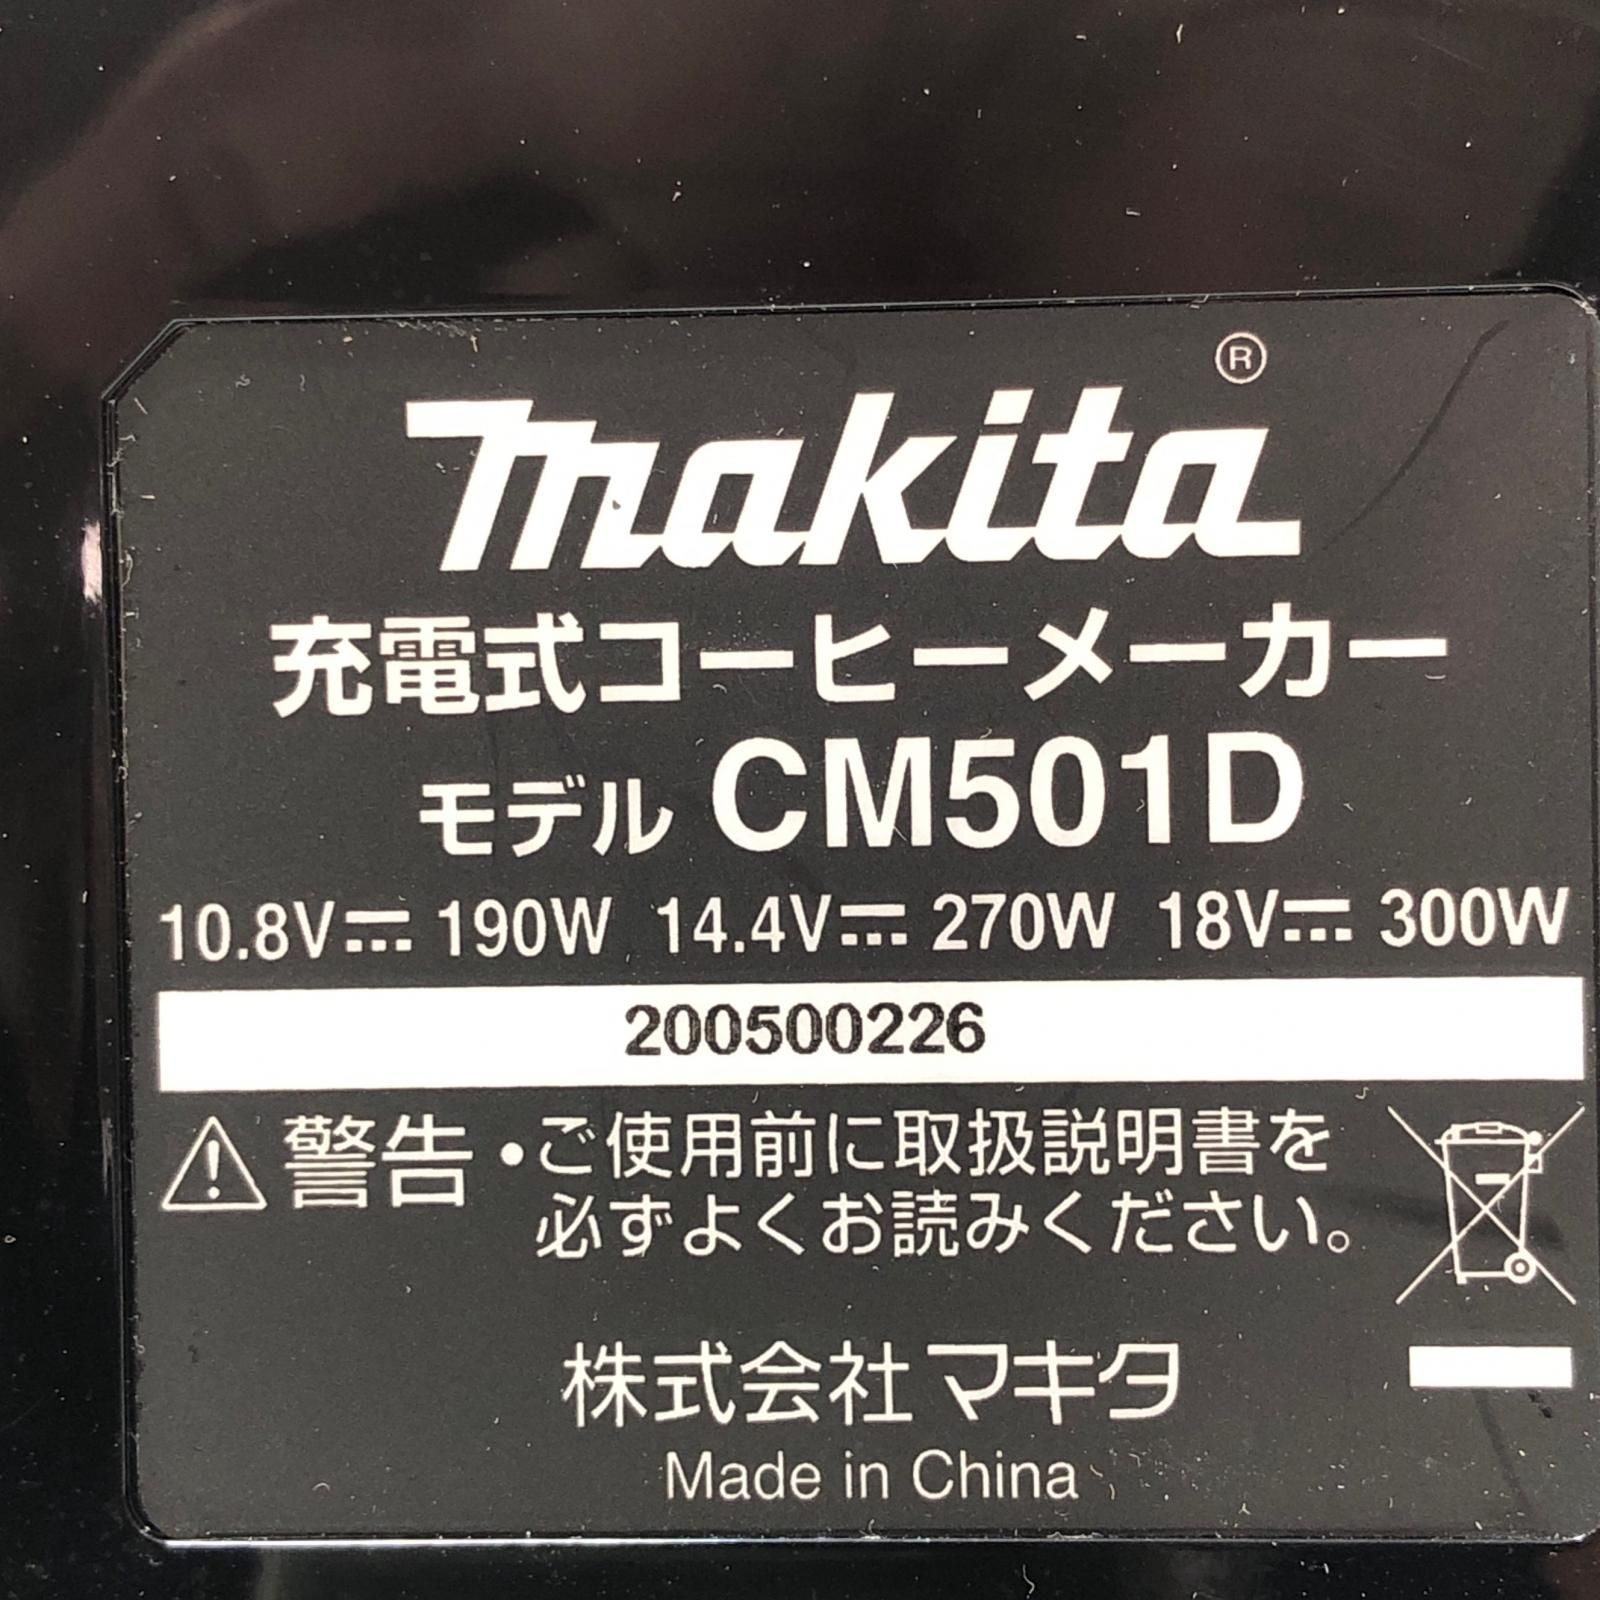 makita®
充電式コーヒーメーカー
モデル CM501D
10.8V⎓ 190W 14.4V⎓ 270W 18V⎓ 300W
200500226
⚠警告 •ご使用前に取扱説明書を
必ずよくお読みください。
株式会社マキタ
Made in China